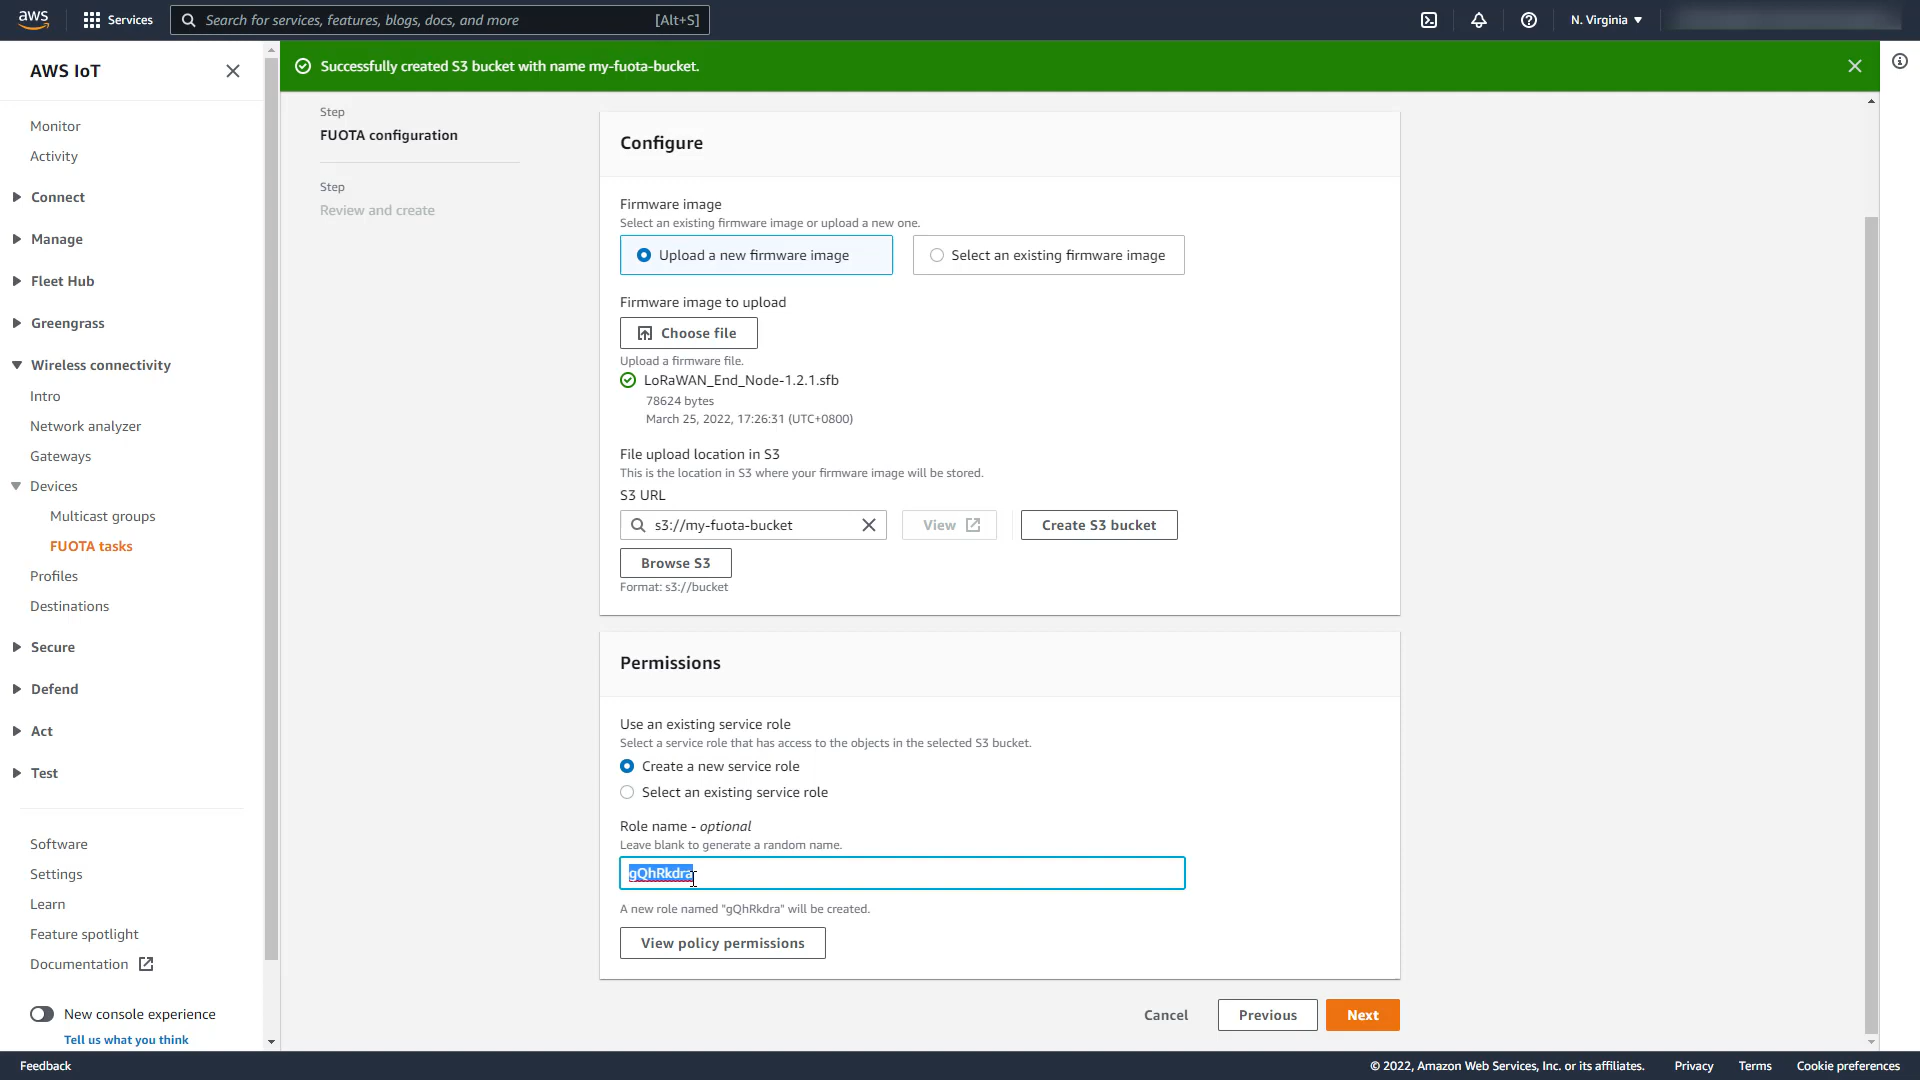 aws
Services
Search for services, features, blogs, docs, and more
[Alt+S]
N. Virginia
AWS IoT
Monitor
Activity
Connect
Manage
Fleet Hub
Greengrass
Wireless connectivity
Intro
Network analyzer
Gateways
Devices
Multicast groups
FUOTA tasks
Profiles
Destinations
Secure
Defend
Act
Test
Software
Settings
Learn
Feature spotlight
Documentation
New console experience
Tell us what you think
Successfully created S3 bucket with name my-fuota-bucket.
Step
FUOTA configuration
Step
Review and create
Configure
Firmware image
Select an existing firmware image or upload a new one.
Upload a new firmware image
Select an existing firmware image
Firmware image to upload
Choose file
Upload a firmware file.
LoRaWAN_End_Node-1.2.1.sfb
78624 bytes
March 25, 2022, 17:26:31 (UTC+0800)
File upload location in S3
This is the location in S3 where your firmware image will be stored.
S3 URL
s3://my-fuota-bucket
View
Create S3 bucket
Browse S3
Format: s3://bucket
Permissions
Use an existing service role
Select a service role that has access to the objects in the selected S3 bucket.
Create a new service role
Select an existing service role
Role name - optional
Leave blank to generate a random name.
gQhRkdra
A new role named "gQhRkdra" will be created.
View policy permissions
Cancel
Previous
Next
Feedback
© 2022, Amazon Web Services, Inc. or its affiliates.
Privacy
Terms
Cookie preferences